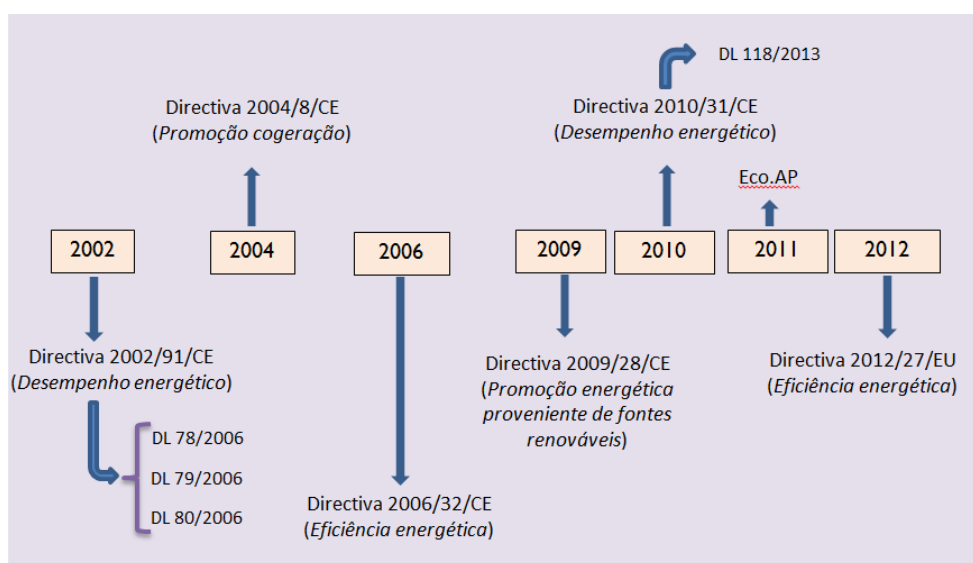 DL 118/2013
Directiva 2004/8/CE
(Promoção cogeração)
Directiva 2010/31/CE
(Desempenho energético)
Eco.AP
2002
2004
2006
2009
2010
2011
2012
Directiva 2002/91/CE
(Desempenho energético)
DL 78/2006
DL 79/2006
DL 80/2006
Directiva 2006/32/CE
(Eficiência energética)
Directiva 2009/28/CE
(Promoção energética
proveniente de fontes
renováveis)
Directiva 2012/27/EU
(Eficiência energética)